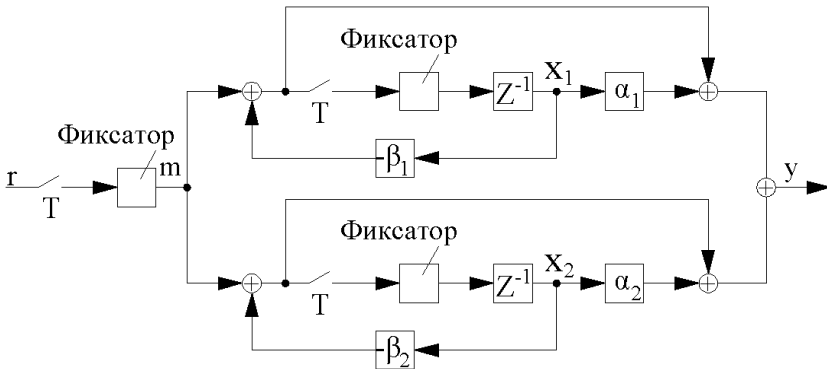 Фиксатор
T
Z⁻¹
X₁
α₁
-β₁
Фиксатор
r
T
m
y
Фиксатор
T
Z⁻¹
X₂
α₂
-β₂